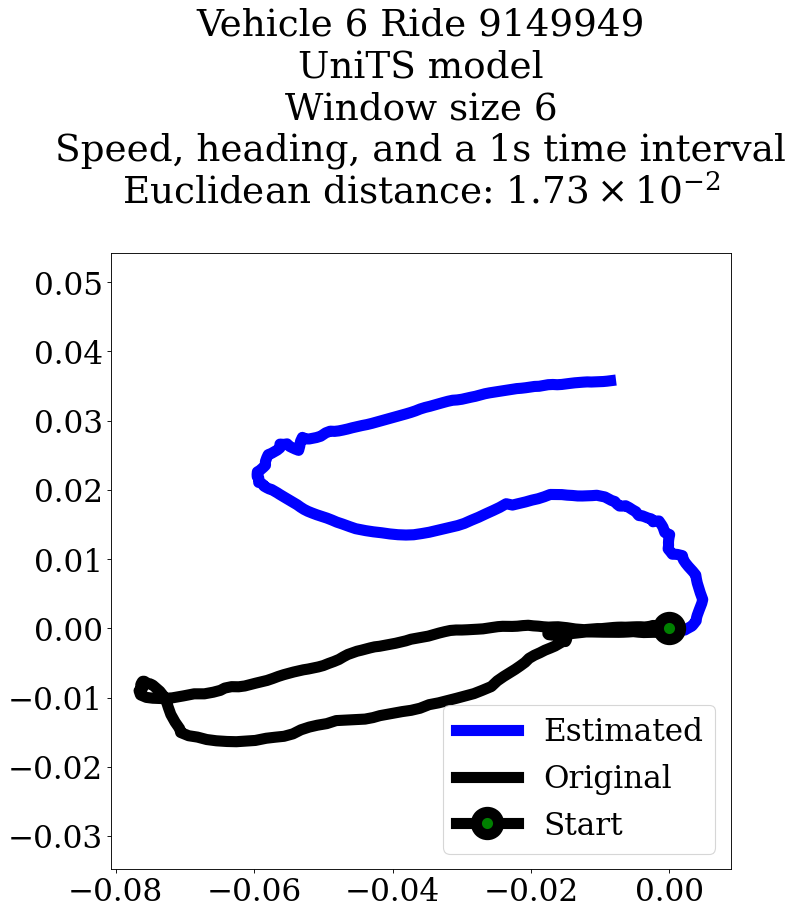 Vehicle 6 Ride 9149949
UniTS model
Window size 6
Speed, heading, and a 1s time interval
Euclidean distance: 1.73 × 10⁻²
0.05
0.04
0.03
0.02
0.01
0.00
−0.01
−0.02
−0.03
Estimated
Original
Start
−0.08 −0.06 −0.04 −0.02 0.00